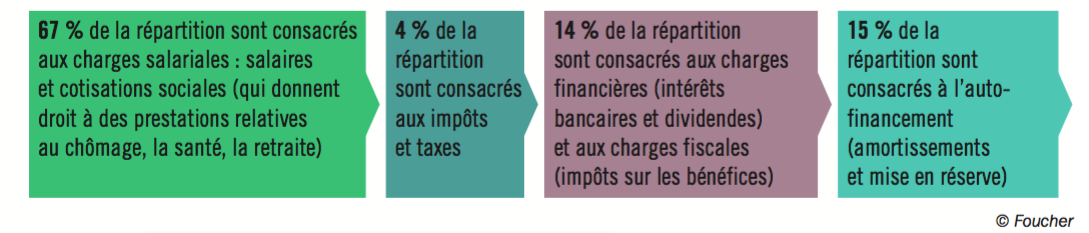 67 % de la répartition sont consacrés
aux charges salariales : salaires
et cotisations sociales (qui donnent
droit à des prestations relatives
au chômage, la santé, la retraite)
4 % de la
répartition
sont consacrés
aux impôts
et taxes
14 % de la répartition
sont consacrés aux charges
financières (intérêts
bancaires et dividendes)
et aux charges fiscales
(impôts sur les bénéfices)
15 % de la
répartition sont
consacrés à l’auto-
financement
(amortissements
et mise en réserve)
© Foucher